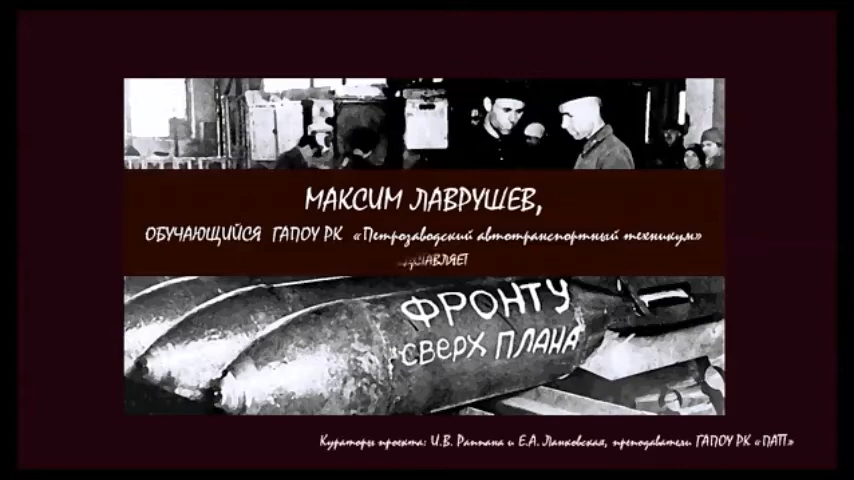 МАКСИМ ЛАВРУШЕВ,
ОБУЧАЮЩИЙСЯ ГАПОУ РК «Петрозаводский автотранспортный техникум»
ФРОНТУ
СВЕРХ ПЛАНА
Кураторы проекта: И.В. Раппана и Е.А. Лапковская, преподаватели ГАПОУ РК «ПАТТ»